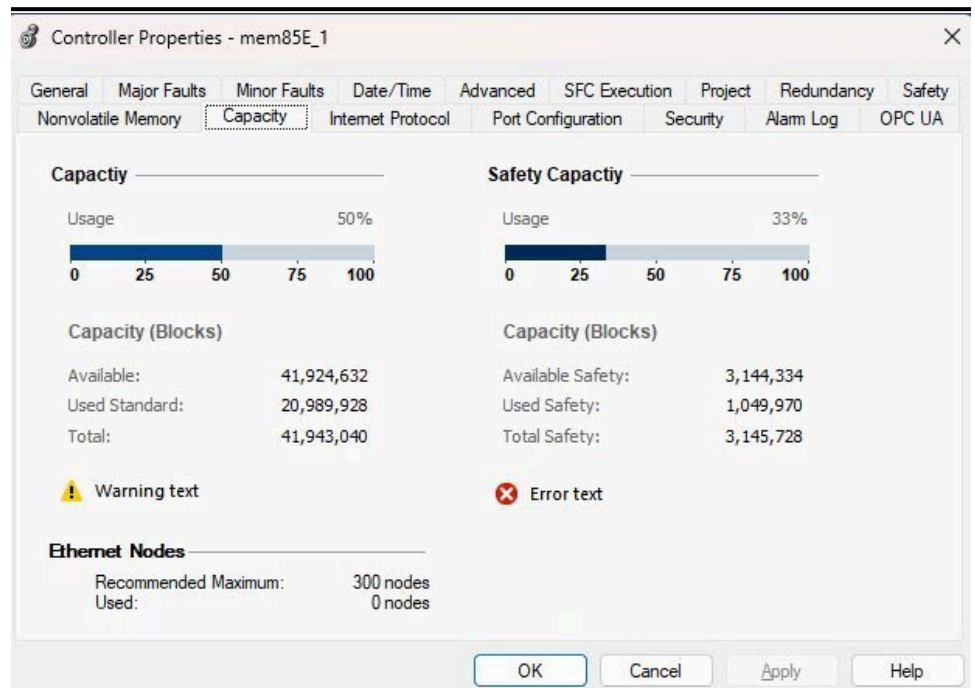 Controller Properties - mem85E_1
General Major Faults Minor Faults Date/Time Advanced SFC Execution Project Redundancy Safety
Nonvolatile Memory Capacity Internet Protocol Port Configuration Security Alarm Log OPC UA
Capactiy
Usage 50%
0 25 50 75 100
Capacity (Blocks)
Available: 41,924,632
Used Standard: 20,989,928
Total: 41,943,040
Warning text
Safety Capactiy
Usage 33%
0 25 50 75 100
Capacity (Blocks)
Available Safety: 3,144,334
Used Safety: 1,049,970
Total Safety: 3,145,728
Error text
Ethernet Nodes
Recommended Maximum: 300 nodes
Used: 0 nodes
OK Cancel Apply Help